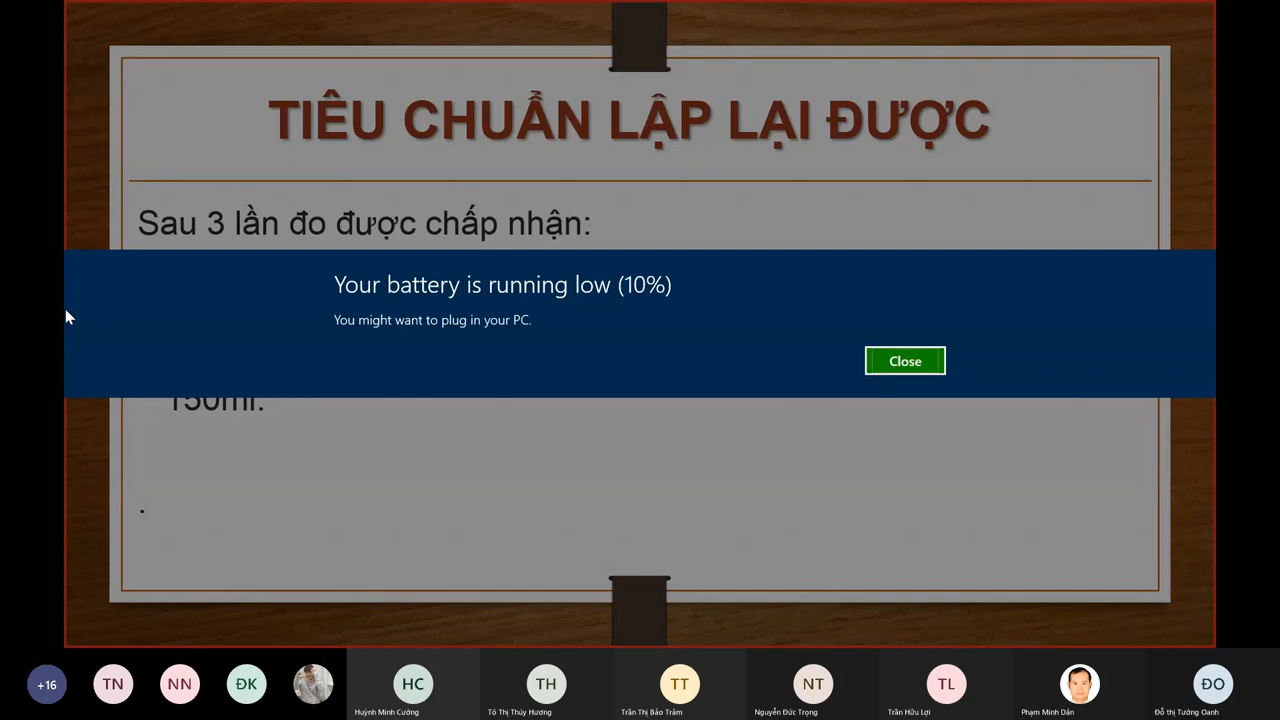 TIÊU CHUẨN LẬP LẠI ĐƯỢC
Sau 3 lần đo được chấp nhận:
Your battery is running low (10%)
You might want to plug in your PC.
Close
150ml.
.
+16
TN
NN
ĐK
HC
TH
TT
NT
TL
ĐO
Huỳnh Minh Cường
Tô Thị Thúy Hương
Trần Thị Bảo Trâm
Nguyễn Đức Trọng
Trần Hữu Lợi
Phạm Minh Dân
Đỗ thị Tường Oanh